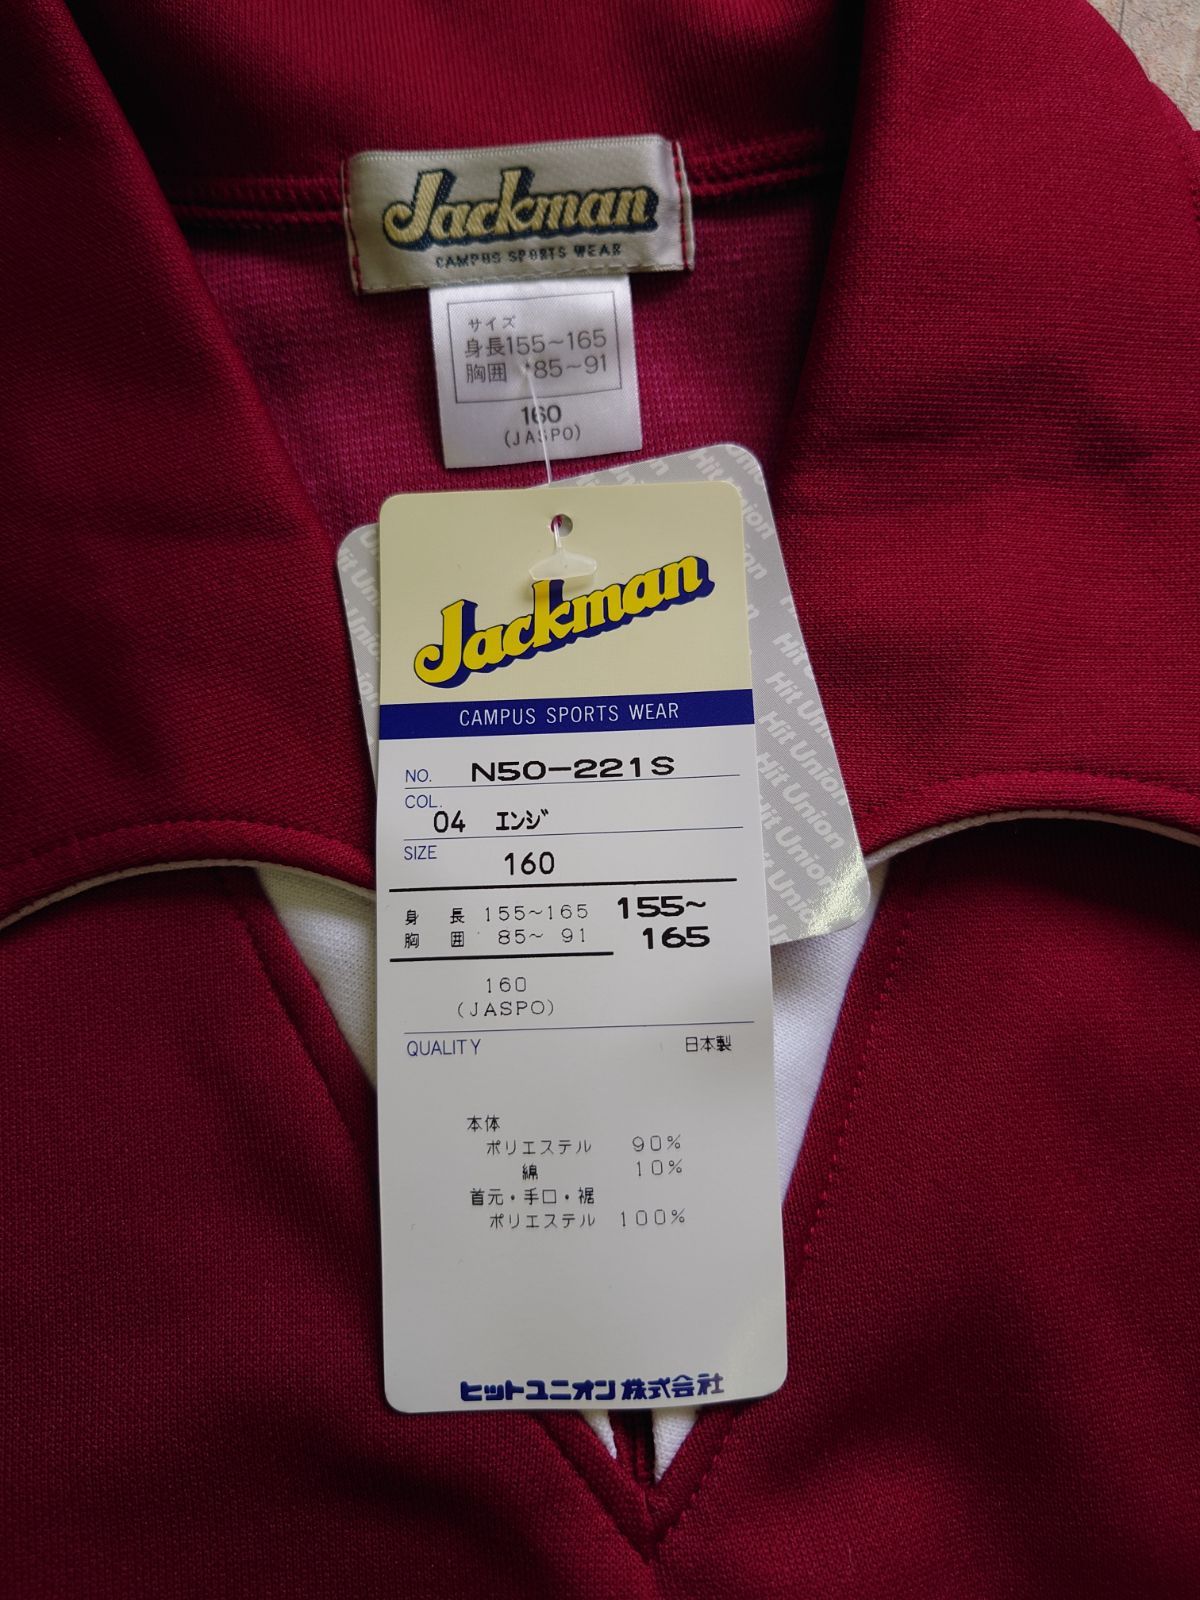 Jackman
CAMPUS SPORTS WEAR
サイズ
身長155~165
胸囲 85~91
160
(JASPO)
Hit Union
Hit Union
Hit Union
Hit Union
Hit Union
Jackman
CAMPUS SPORTS WEAR
NO. N50-221S
COL.
04 エンジ
SIZE
160
身 長 155~165 155~
胸 囲 85~ 91 165
160
(JASPO)
QUALITY 日本製
本体
ポリエステル 90%
綿 10%
首元・手口・裾
ポリエステル 100%
ヒットユニオン株式会社